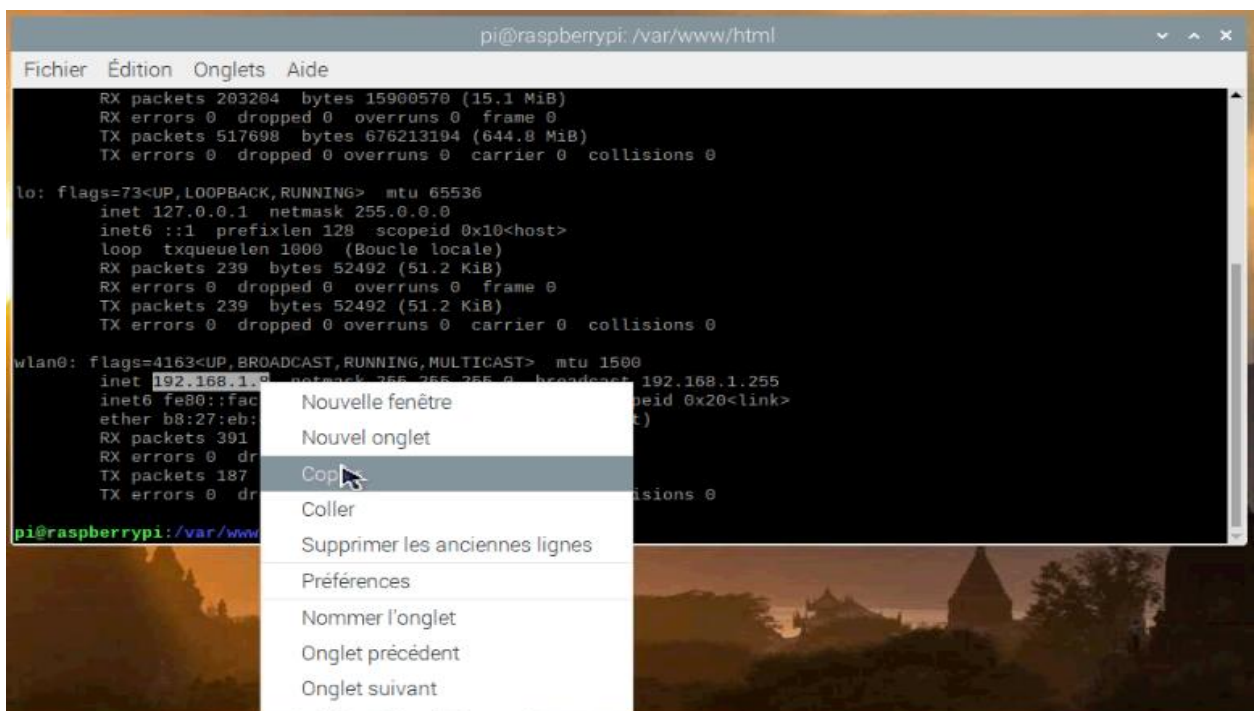 pi@raspberrypi: /var/www/html
Fichier Édition Onglets Aide
RX packets 203204 bytes 15900570 (15.1 MiB)
RX errors 0 dropped 0 overruns 0 frame 0
TX packets 517698 bytes 676213194 (644.8 MiB)
TX errors 0 dropped 0 overruns 0 carrier 0 collisions 0
lo: flags=73<UP,LOOPBACK,RUNNING> mtu 65536
inet 127.0.0.1 netmask 255.0.0.0
inet6 ::1 prefixlen 128 scopeid 0x10<host>
loop txqueuelen 1000 (Boucle locale)
RX packets 239 bytes 52492 (51.2 KiB)
RX errors 0 dropped 0 overruns 0 frame 0
TX packets 239 bytes 52492 (51.2 KiB)
TX errors 0 dropped 0 overruns 0 carrier 0 collisions 0
wlan0: flags=4163<UP,BROADCAST,RUNNING,MULTICAST> mtu 1500
inet netmask 255.255.255.0 broadcast 192.168.1.255
inet6 fe80::fac peid 0x20<link>
ether b8:27:eb: t)
RX packets 391
RX errors 0 dr
TX packets 187
TX errors 0 dr isions 0
pi@raspberrypi:/var/www
Nouvelle fenêtre
Nouvel onglet
Cop
Coller
Supprimer les anciennes lignes
Préférences
Nommer l'onglet
Onglet précédent
Onglet suivant